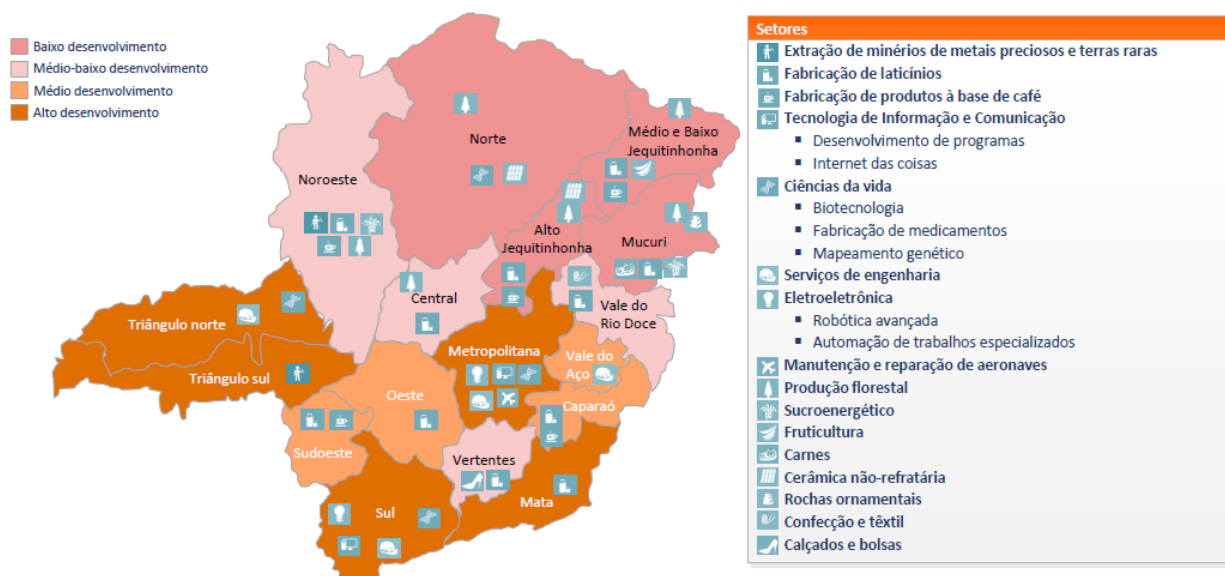 Baixo desenvolvimento
Médio-baixo desenvolvimento
Médio desenvolvimento
Alto desenvolvimento
Norte
Médio e Baixo
Jequitinhonha
Noroeste
Alto
Jequitinhonha
Mucuri
Central
Vale do
Rio Doce
Triângulo norte
Metropolitana
Vale do
Aço
Triângulo sul
Oeste
Caparaó
Sudoeste
Vertentes
Mata
Sul
Setores
Extração de minérios de metais preciosos e terras raras
Fabricação de laticínios
Fabricação de produtos à base de café
Tecnologia de Informação e Comunicação
▪ Desenvolvimento de programas
▪ Internet das coisas
Ciências da vida
▪ Biotecnologia
▪ Fabricação de medicamentos
▪ Mapeamento genético
Serviços de engenharia
Eletroeletrônica
▪ Robótica avançada
▪ Automação de trabalhos especializados
Manutenção e reparação de aeronaves
Produção florestal
Sucroenergético
Fruticultura
Carnes
Cerâmica não-refratária
Rochas ornamentais
Confecção e têxtil
Calçados e bolsas